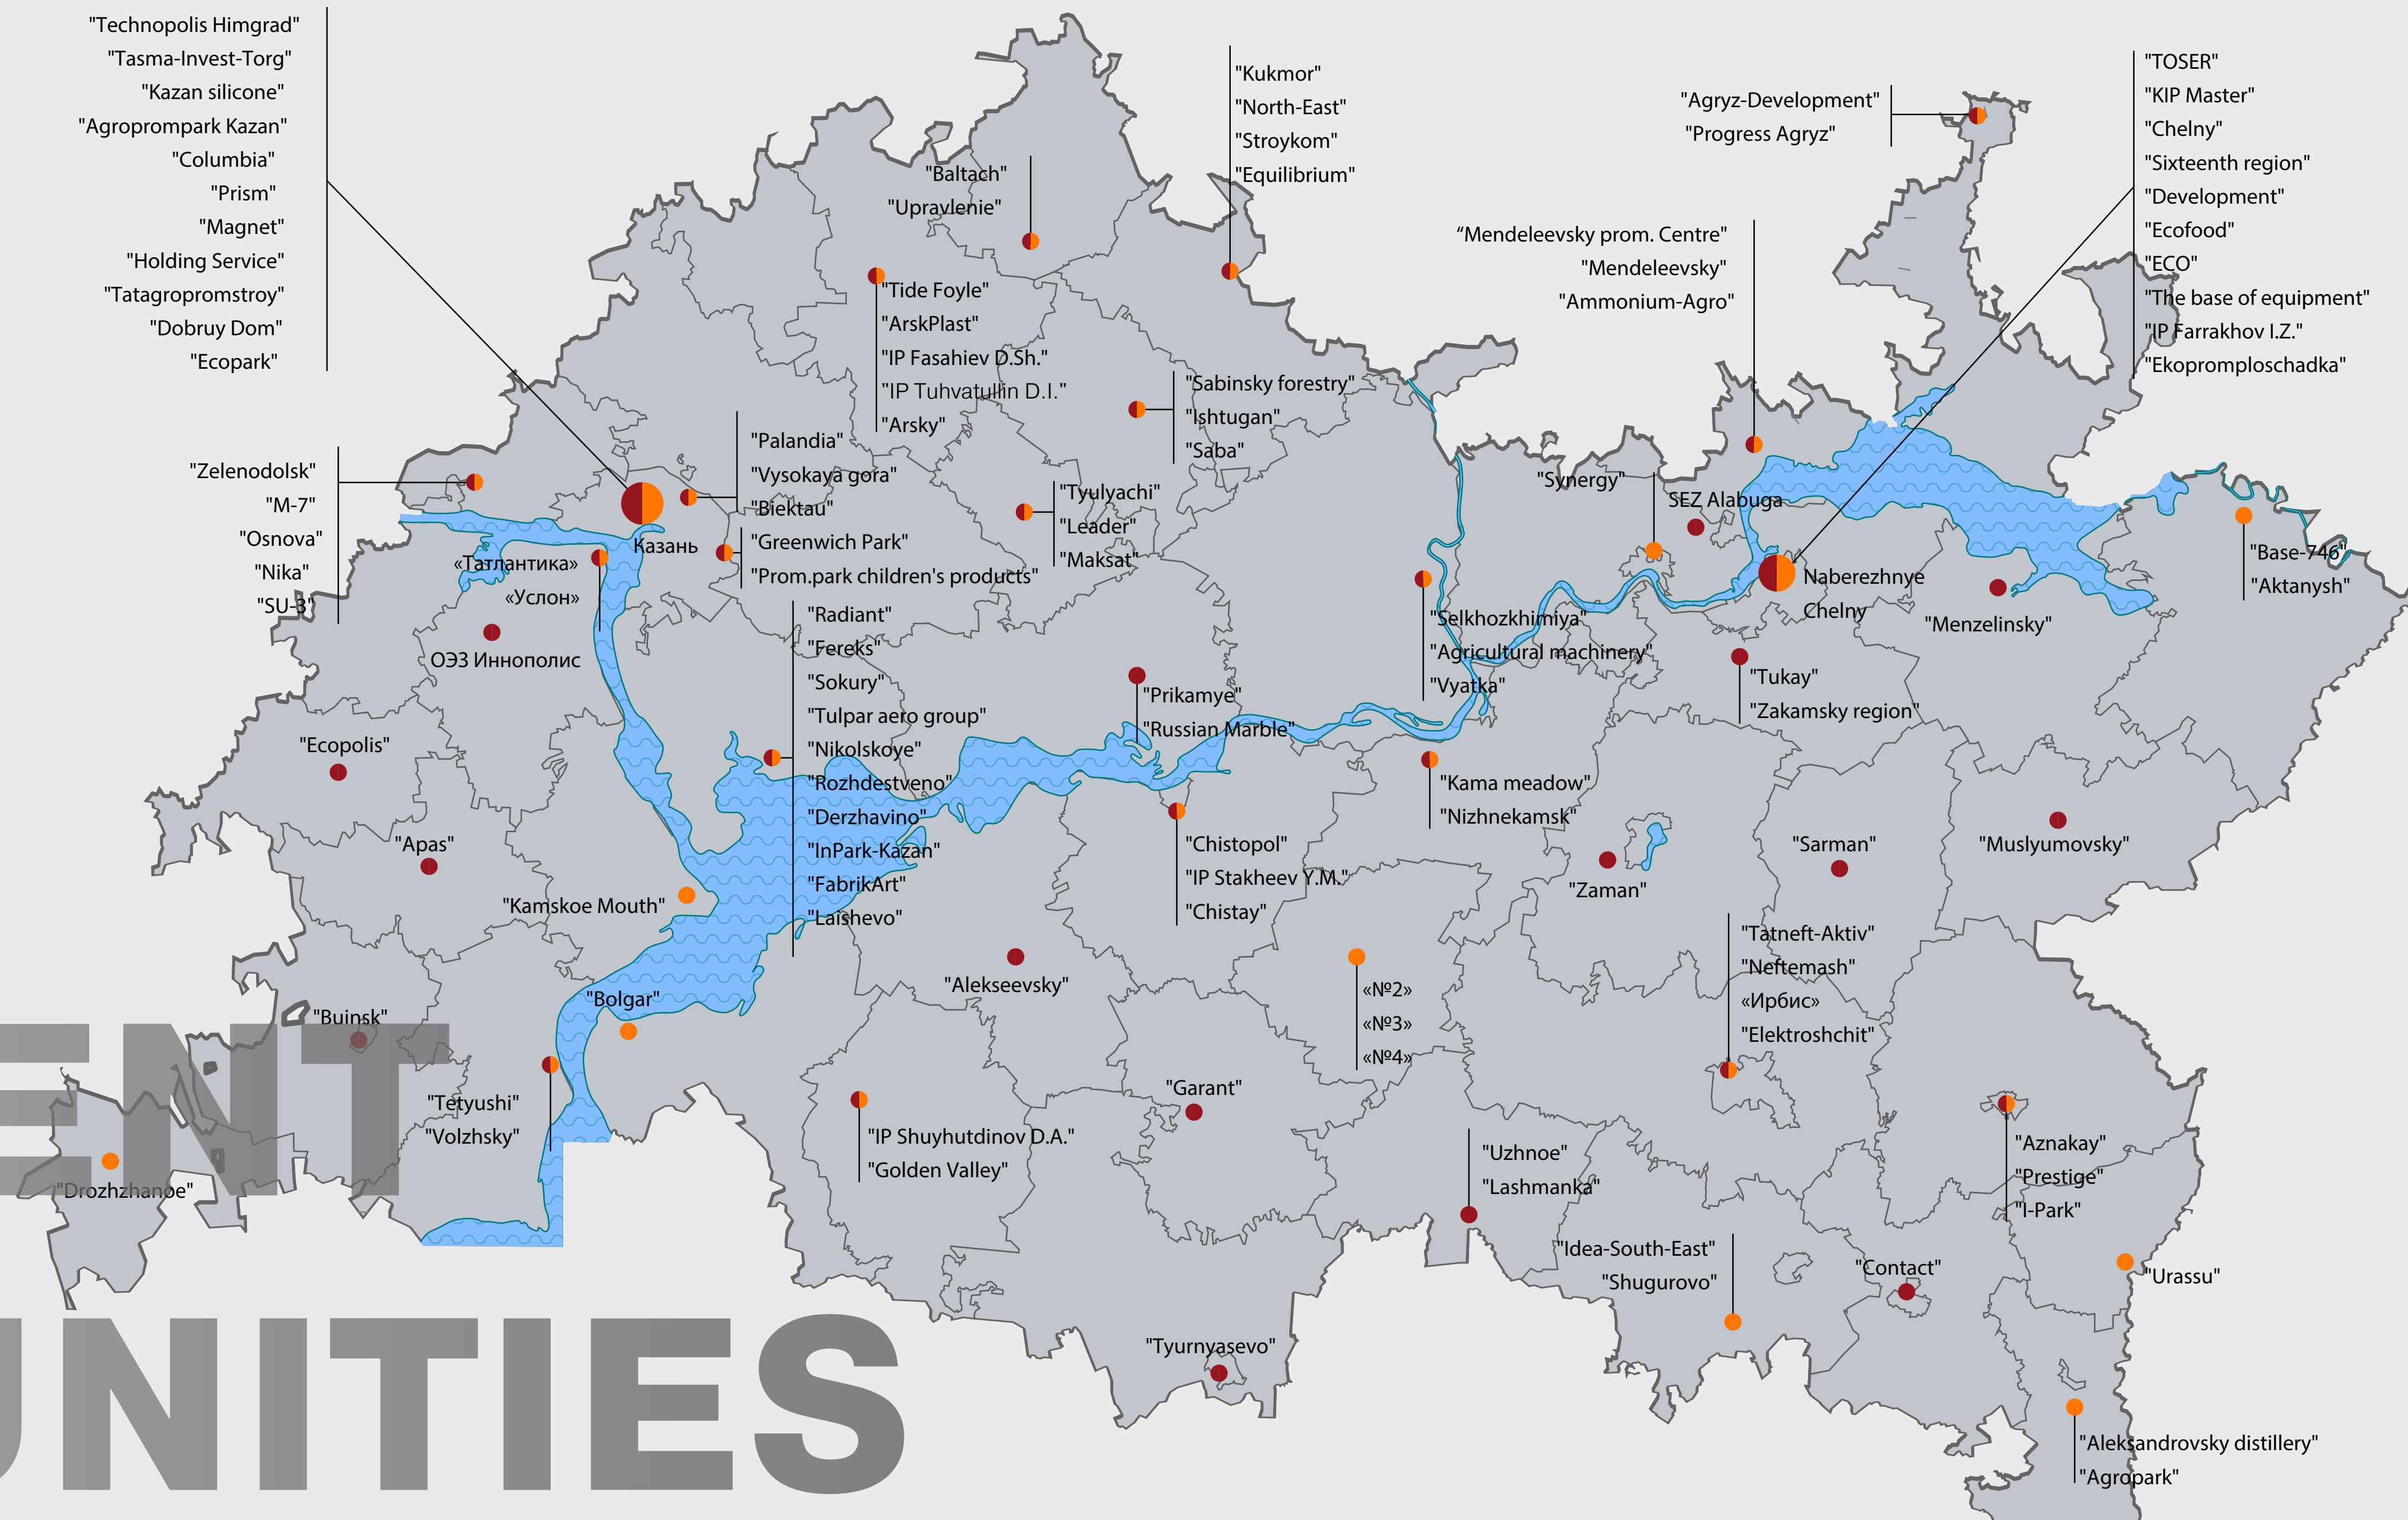 "Technopolis Himgrad"
"Tasma-Invest-Torg"
"Kazan silicone"
"Agroprompark Kazan"
"Columbia"
"Prism"
"Magnet"
"Holding Service"
"Tatagropromstroy"
"Dobruy Dom"
"Ecopark"
"Kukmor"
"North-East"
"Stroykom"
"Equilibrium"
"Baltach"
"Upravlenie"
"Agryz-Development"
"Progress Agryz"
"TOSER"
"KIP Master"
"Chelny"
"Sixteenth region"
"Development"
"Ecofood"
"ECO"
"The base of equipment"
"IP Farrakhov I.Z."
"Ekopromploschadka"
“Mendeleevsky prom. Centre"
"Mendeleevsky"
"Ammonium-Agro"
"Tide Foyle"
"ArskPlast"
"IP Fasahiev D.Sh."
"IP Tuhvatullin D.I."
"Arsky"
"Sabinsky forestry"
"Ishtugan"
"Saba"
"Zelenodolsk"
"M-7"
"Osnova"
"Nika"
"SU-3"
"Palandia"
"Vysokaya gora"
"Biektau"
"Tyulyachi"
"Leader"
"Maksat"
"Synergy"
SEZ Alabuga
Казань
"Greenwich Park"
"Prom.park children's products"
«Татлантика»
«Услон»
"Base-746"
"Aktanysh"
Naberezhnye
Chelny
"Menzelinsky"
ОЭЗ Иннополис
"Radiant"
"Fereks"
"Sokury"
"Tulpar aero group"
"Nikolskoye"
"Rozhdestveno"
"Derzhavino"
"InPark-Kazan"
"FabrikArt"
"Laishevo"
"Selkhozkhimiya"
"Agricultural machinery"
"Vyatka"
"Prikamye"
"Russian Marble"
"Tukay"
"Zakamsky region"
"Ecopolis"
"Kama meadow"
"Nizhnekamsk"
"Apas"
"Chistopol"
"IP Stakheev Y.M."
"Chistay"
"Zaman"
"Sarman"
"Muslyumovsky"
"Kamskoe Mouth"
"Tatneft-Aktiv"
"Neftemash"
«Ирбис»
"Elektroshchit"
"Alekseevsky"
«№2»
«№3»
«№4»
"Bolgar"
"Buinsk"
ENT
"Tetyushi"
"Volzhsky"
"Garant"
"IP Shuyhutdinov D.A."
"Golden Valley"
"Uzhnoe"
"Lashmanka"
"Aznakay"
"Prestige"
"I-Park"
"Drozhzhanoe"
"Idea-South-East"
"Shugurovo"
"Contact"
"Urassu"
UNITIES
"Tyurnyasevo"
"Aleksandrovsky distillery"
"Agropark"